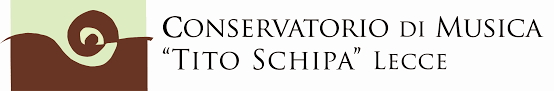 Conservatorio di Musica
“Tito Schipa” Lecce